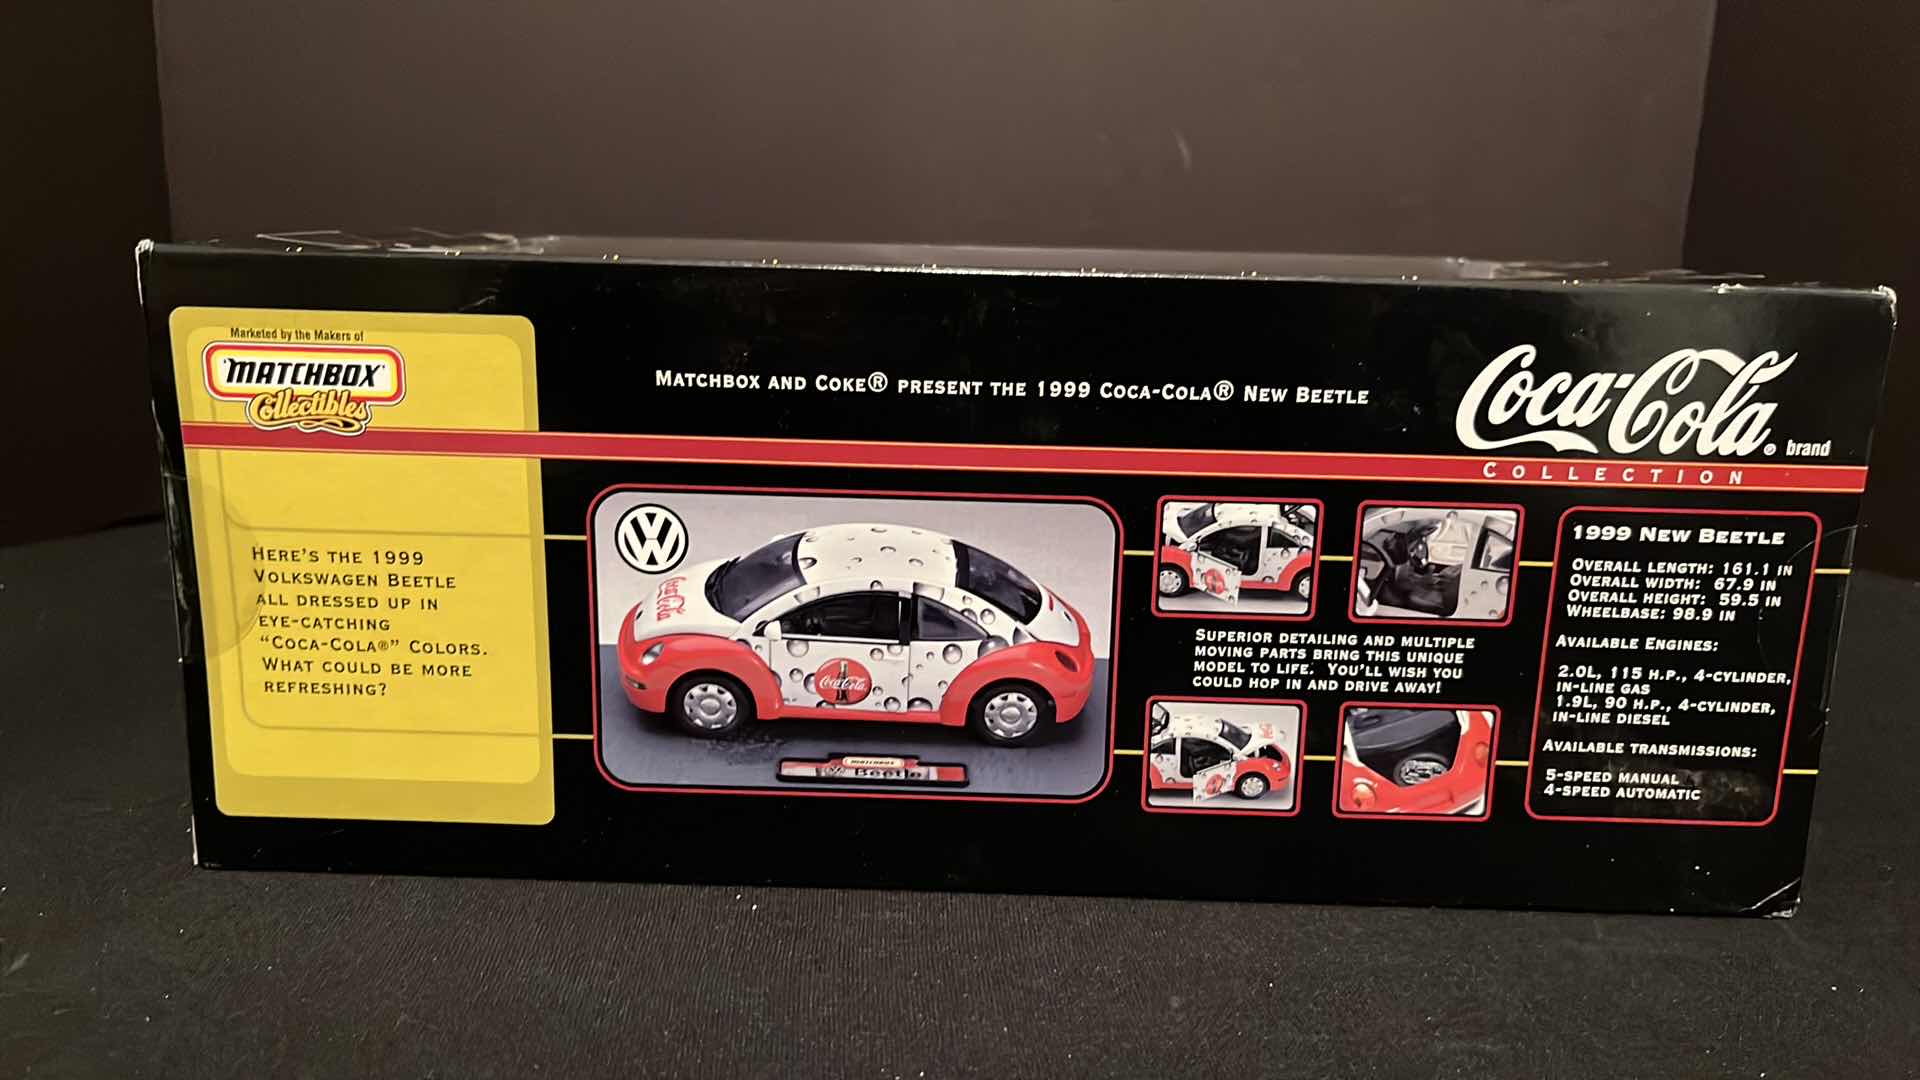 Marketed by the Makers of
MATCHBOX
Collectibles
MATCHBOX AND COKE® PRESENT THE 1999 COCA-COLA® NEW BEETLE
Coca-Cola® brand
COLLECTION
HERE'S THE 1999
VOLKSWAGEN BEETLE
ALL DRESSED UP IN
EYE-CATCHING
"COCA-COLA®" COLORS.
WHAT COULD BE MORE
REFRESHING?
VW
Coca-Cola
Coca-Cola
MATCHBOX
Beetle
SUPERIOR DETAILING AND MULTIPLE
MOVING PARTS BRING THIS UNIQUE
MODEL TO LIFE. YOU'LL WISH YOU
COULD HOP IN AND DRIVE AWAY!
1999 NEW BEETLE
OVERALL LENGTH: 161.1 IN
OVERALL WIDTH: 67.9 IN
OVERALL HEIGHT: 59.5 IN
WHEELBASE: 98.9 IN
AVAILABLE ENGINES:
2.0L, 115 H.P., 4-CYLINDER,
IN-LINE GAS
1.9L, 90 H.P., 4-CYLINDER,
IN-LINE DIESEL
AVAILABLE TRANSMISSIONS:
5-SPEED MANUAL
4-SPEED AUTOMATIC